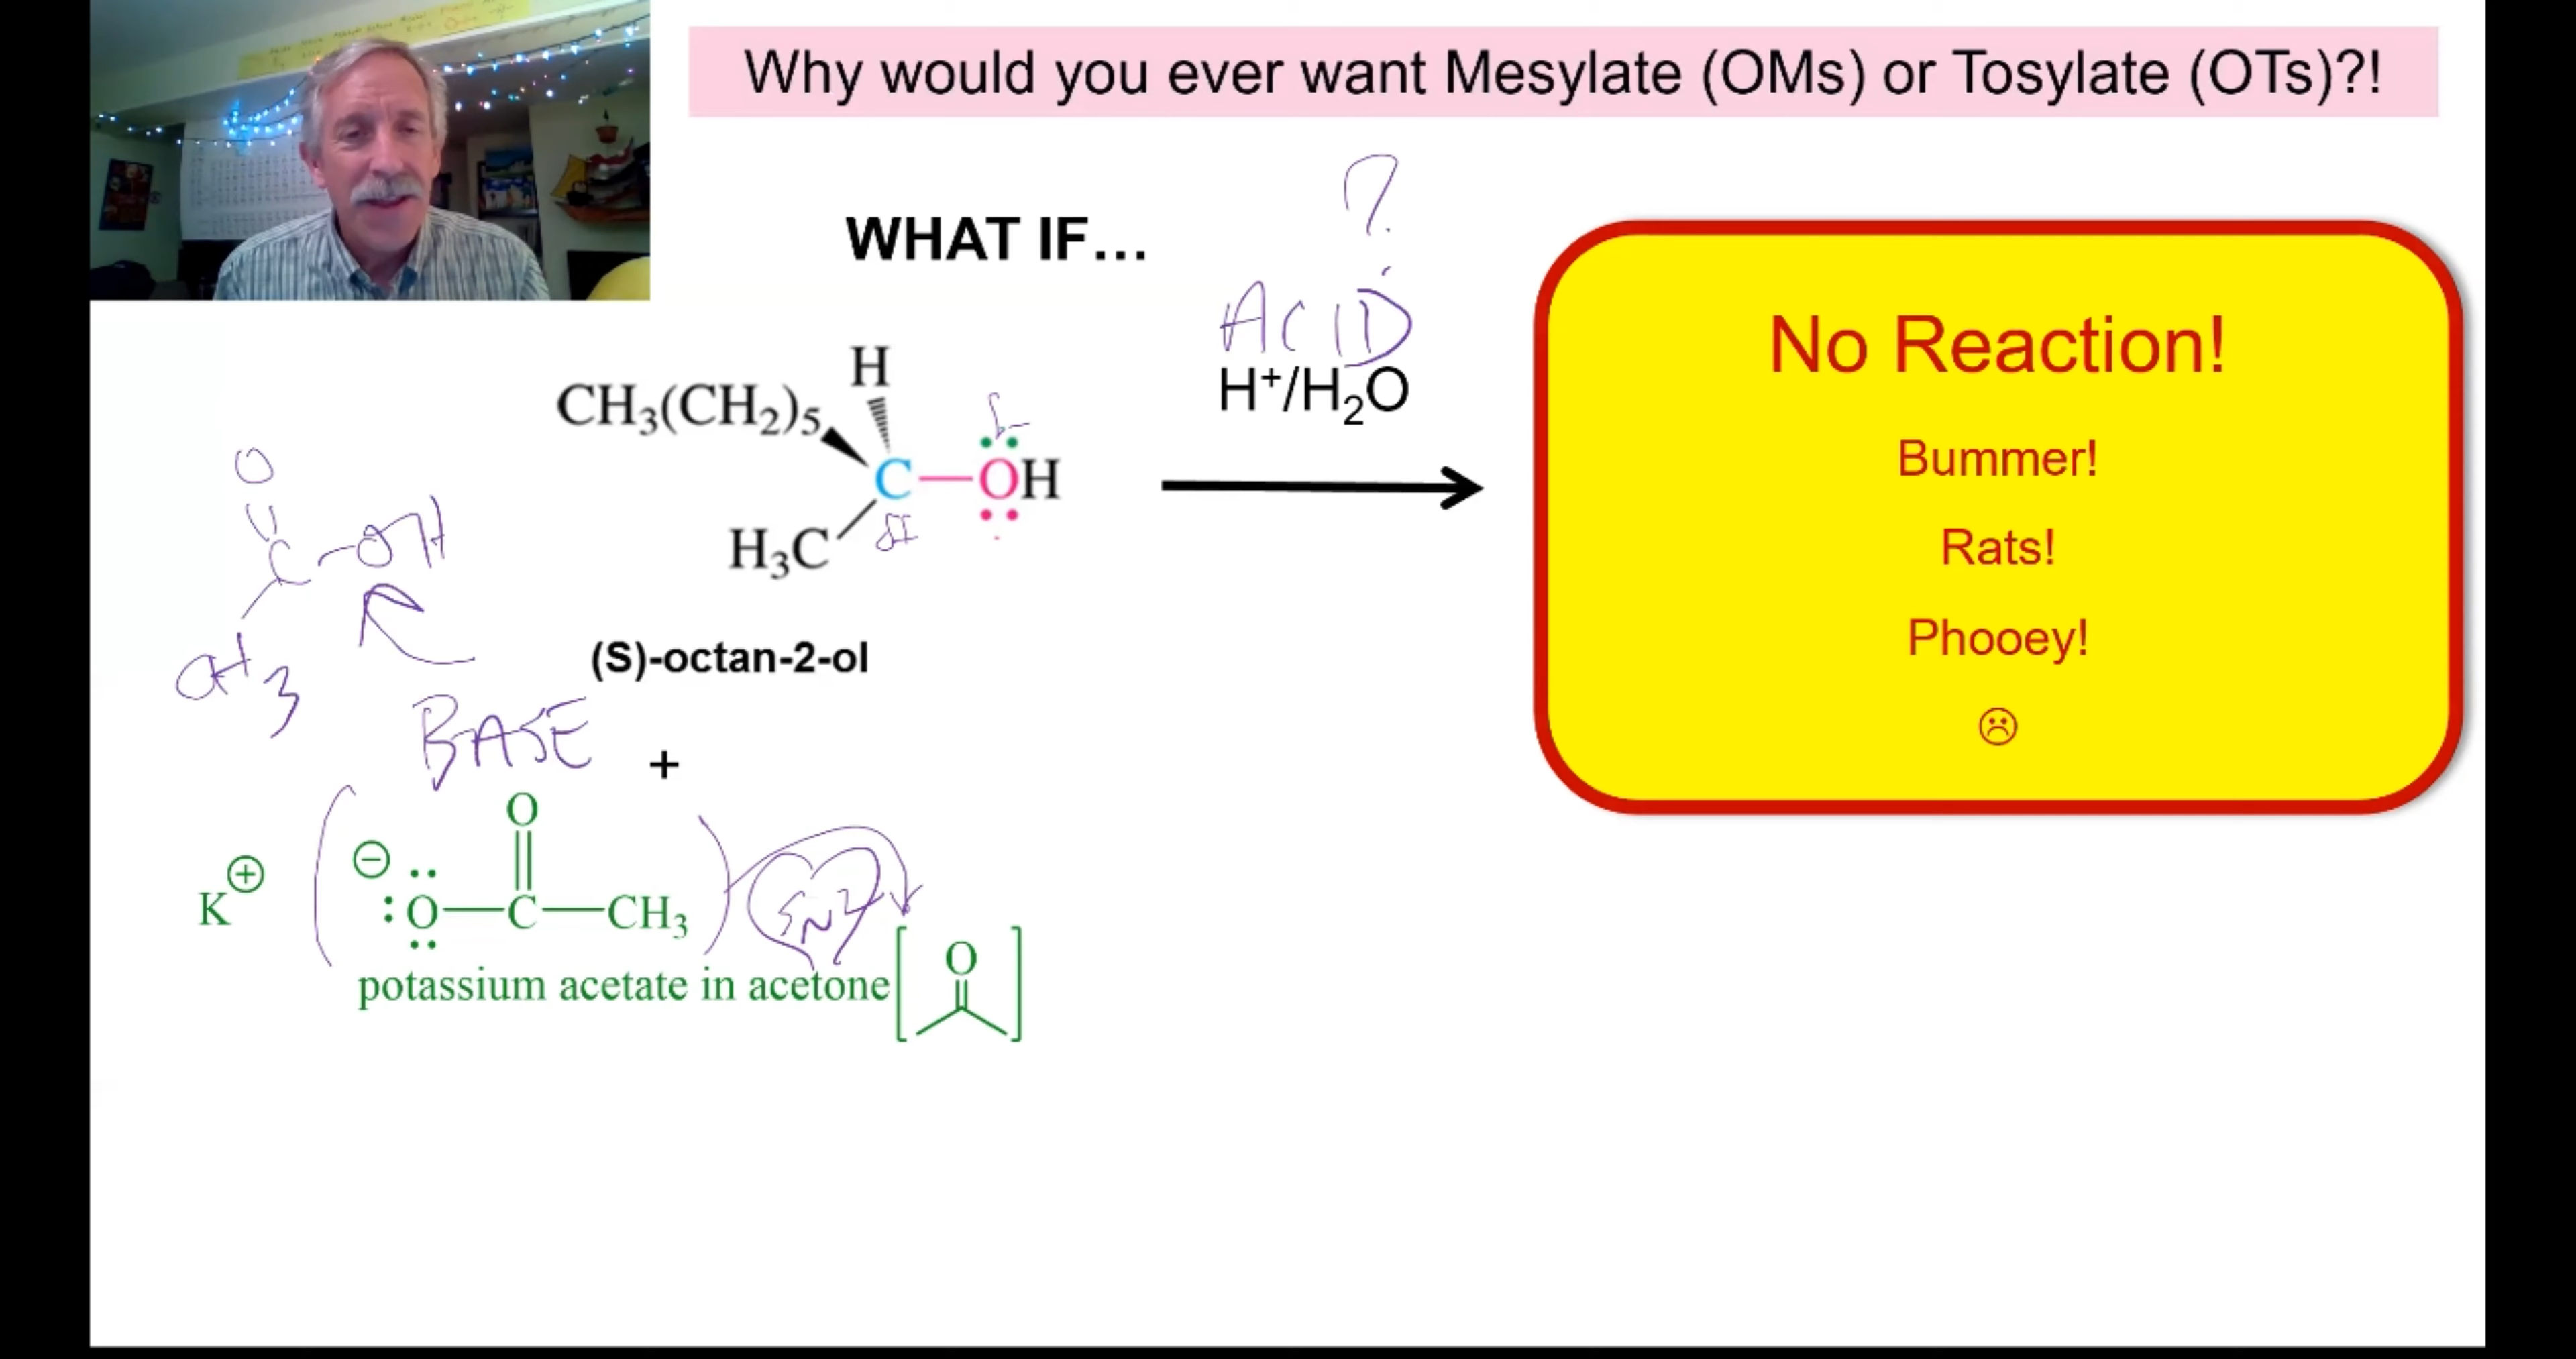 Why would you ever want Mesylate (OMs) or Tosylate (OTs)?!
?
WHAT IF...
ACID
H⁺/H₂O
H
CH₃(CH₂)₅
C—OH
H₃C
(S)-octan-2-ol
O
C-OH
CH3
BASE
+
O
K⊕
⊖
:O—C—CH₃
SN2
potassium acetate in acetone
O
No Reaction!
Bummer!
Rats!
Phooey!
☹